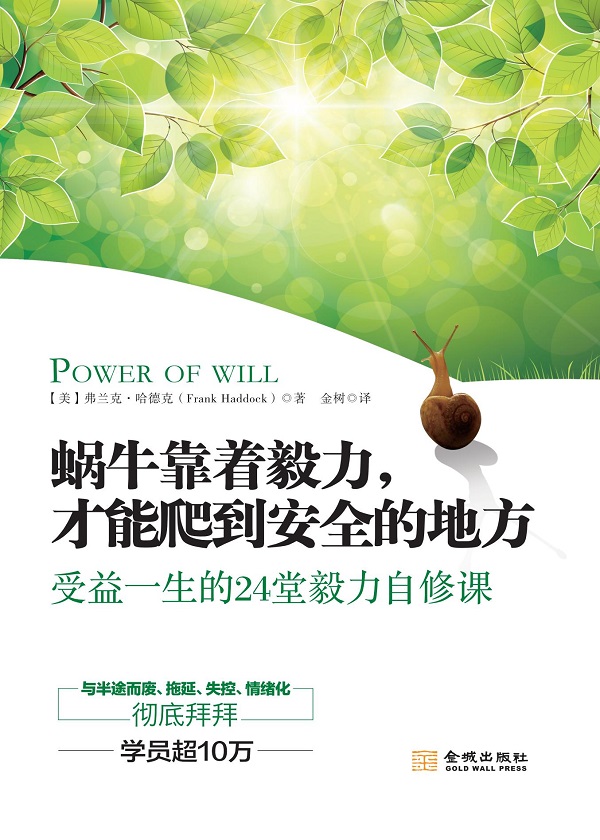 POWER OF WILL
【美】弗兰克·哈德克（Frank Haddock）◎著　金树◎译
蜗牛靠着毅力，
才能爬到安全的地方
受益一生的24堂毅力自修课
与半途而废、拖延、失控、情绪化
彻底拜拜
学员超10万
金城出版社
GOLD WALL PRESS